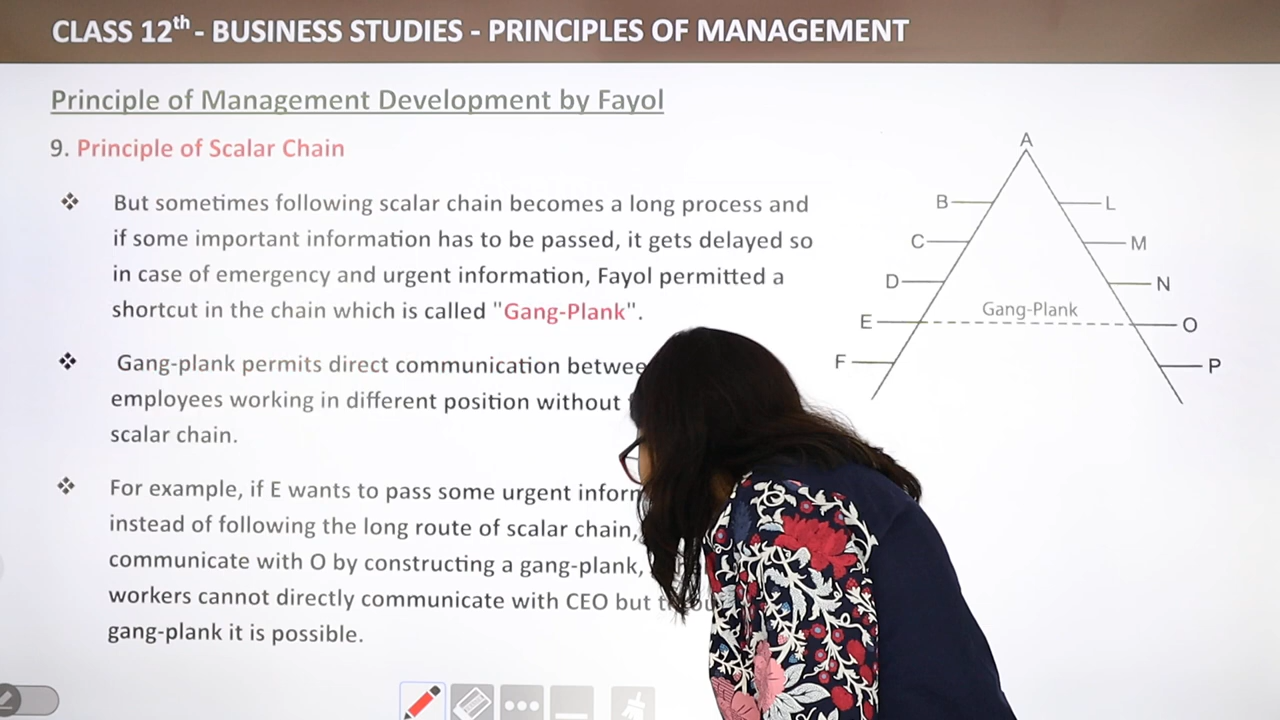 CLASS 12th - BUSINESS STUDIES - PRINCIPLES OF MANAGEMENT
Principle of Management Development by Fayol
9. Principle of Scalar Chain
❖ But sometimes following scalar chain becomes a long process and
if some important information has to be passed, it gets delayed so
in case of emergency and urgent information, Fayol permitted a
shortcut in the chain which is called "Gang-Plank".
❖ Gang-plank permits direct communication betwee
employees working in different position without
scalar chain.
❖ For example, if E wants to pass some urgent inform
instead of following the long route of scalar chain,
communicate with O by constructing a gang-plank,
workers cannot directly communicate with CEO but
gang-plank it is possible.
A
B L
C M
D N
Gang-Plank
E O
F P